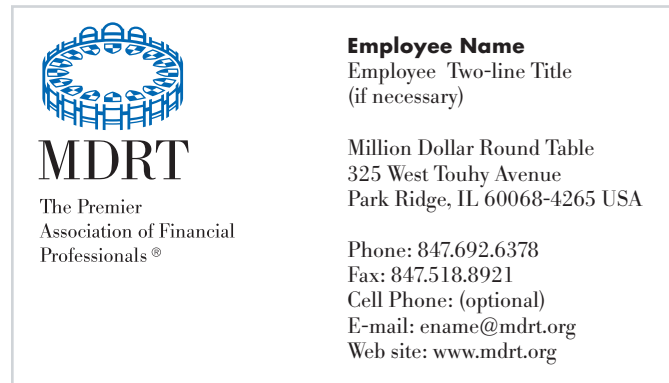 MDRT
The Premier
Association of Financial
Professionals ®
Employee Name
Employee Two-line Title
(if necessary)
Million Dollar Round Table
325 West Touhy Avenue
Park Ridge, IL 60068-4265 USA
Phone: 847.692.6378
Fax: 847.518.8921
Cell Phone: (optional)
E-mail: ename@mdrt.org
Web site: www.mdrt.org